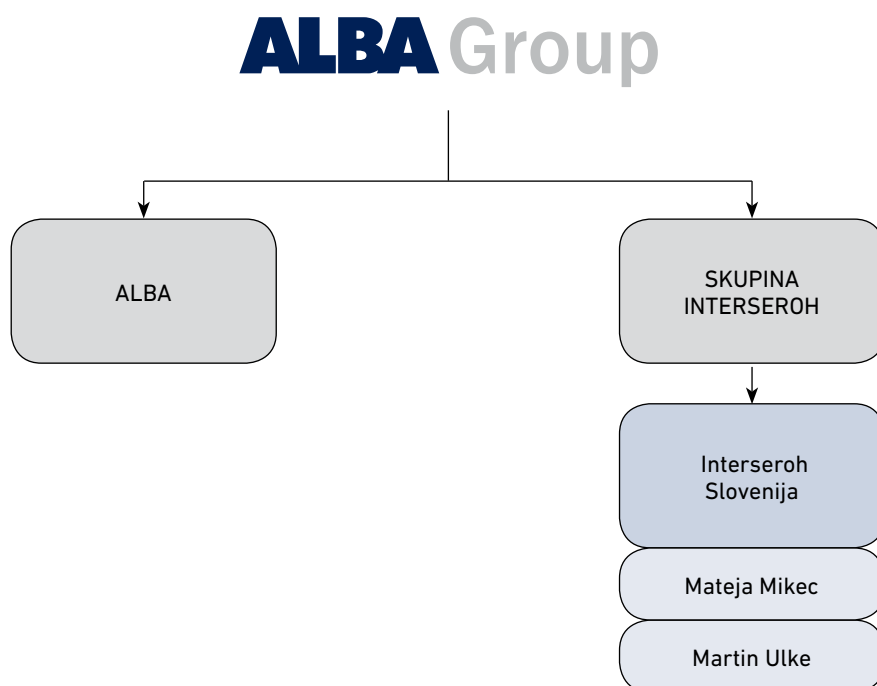 ALBA Group
ALBA
SKUPINA
INTERSEROH
Interseroh
Slovenija
Mateja Mikec
Martin Ulke